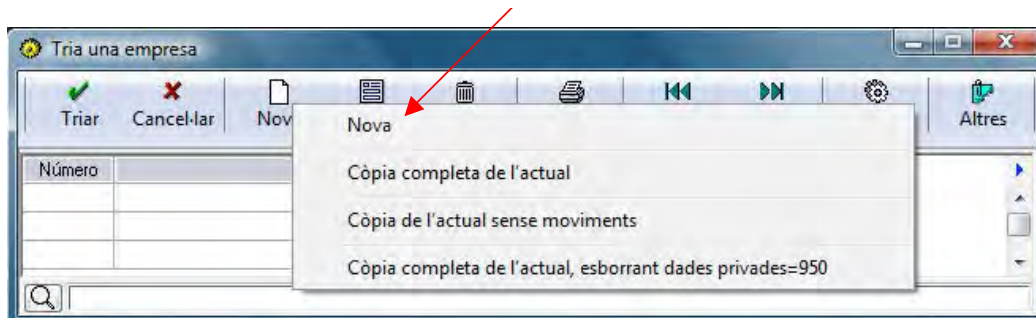 Tria una empresa
Triar Cancel·lar Nov Altres
Nova
Número
Còpia completa de l'actual
Còpia de l'actual sense moviments
Còpia completa de l'actual, esborrant dades privades=950